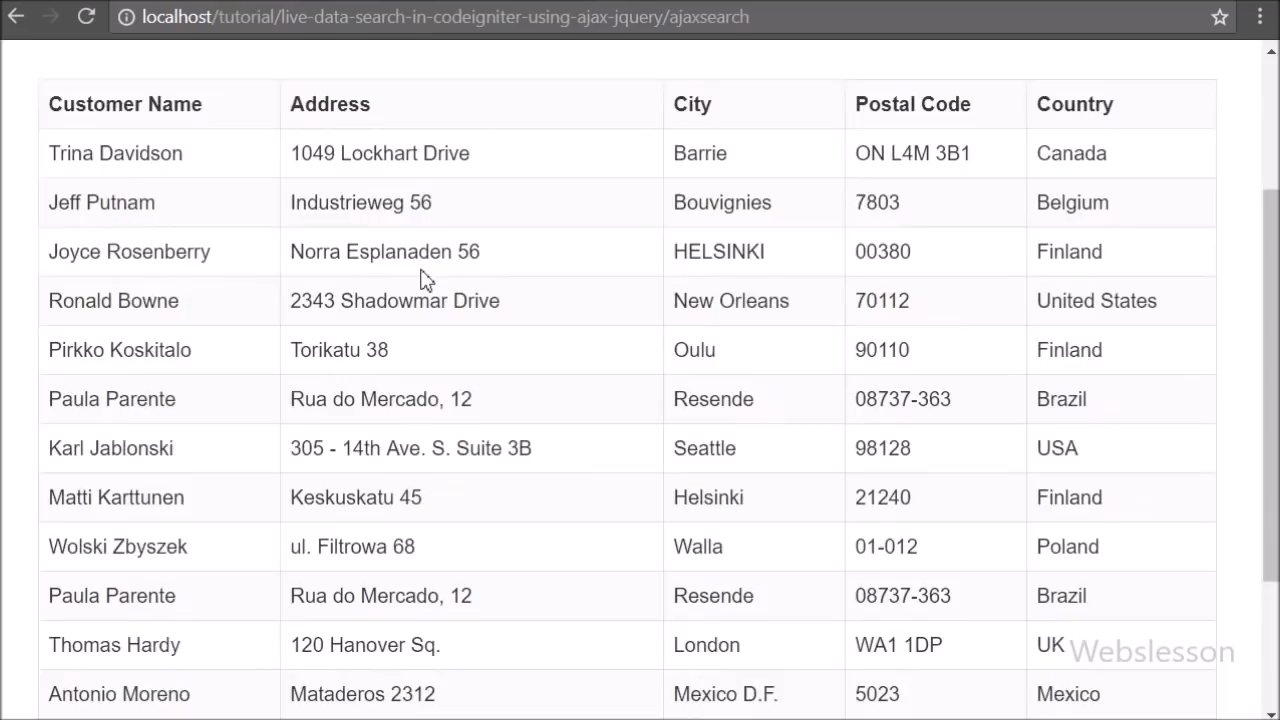 localhost/tutorial/live-data-search-in-codeigniter-using-ajax-jquery/ajaxsearch
Customer Name Address City Postal Code Country
Trina Davidson 1049 Lockhart Drive Barrie ON L4M 3B1 Canada
Jeff Putnam Industrieweg 56 Bouvignies 7803 Belgium
Joyce Rosenberry Norra Esplanaden 56 HELSINKI 00380 Finland
Ronald Bowne 2343 Shadowmar Drive New Orleans 70112 United States
Pirkko Koskitalo Torikatu 38 Oulu 90110 Finland
Paula Parente Rua do Mercado, 12 Resende 08737-363 Brazil
Karl Jablonski 305 - 14th Ave. S. Suite 3B Seattle 98128 USA
Matti Karttunen Keskuskatu 45 Helsinki 21240 Finland
Wolski Zbyszek ul. Filtrowa 68 Walla 01-012 Poland
Paula Parente Rua do Mercado, 12 Resende 08737-363 Brazil
Thomas Hardy 120 Hanover Sq. London WA1 1DP UK
Webslesson
Antonio Moreno Mataderos 2312 Mexico D.F. 5023 Mexico